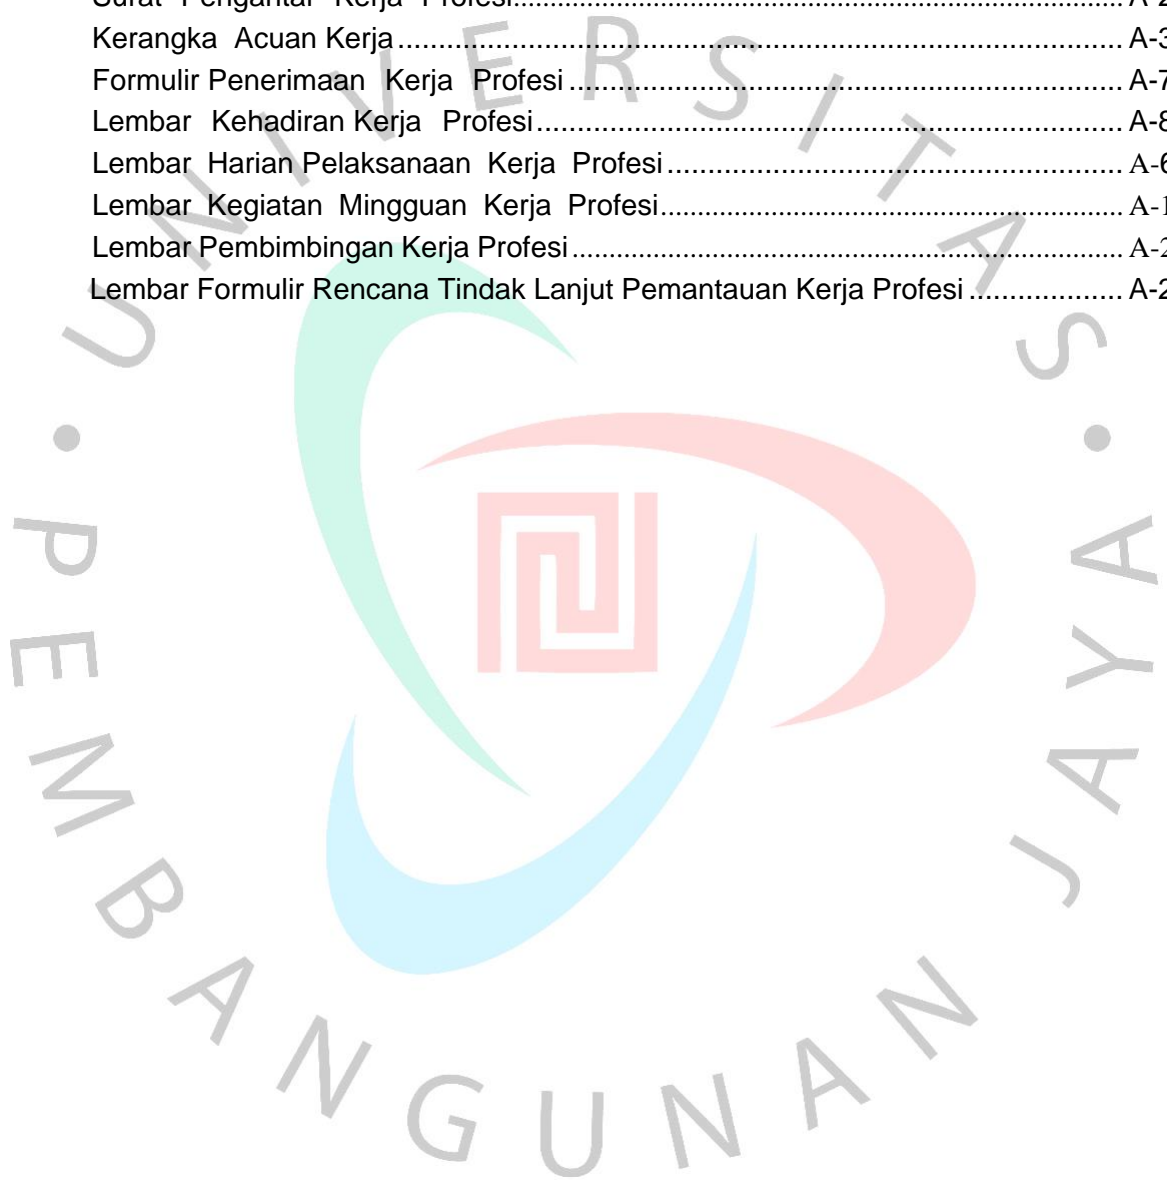 Surat Pengantar Kerja Profesi.......... A-2
Kerangka Acuan Kerja.......... A-3
Formulir Penerimaan Kerja Profesi.......... A-7
Lembar Kehadiran Kerja Profesi.......... A-8
Lembar Harian Pelaksanaan Kerja Profesi.......... A-6
Lembar Kegiatan Mingguan Kerja Profesi.......... A-1
Lembar Pembimbingan Kerja Profesi.......... A-2
Lembar Formulir Rencana Tindak Lanjut Pemantauan Kerja Profesi.......... A-2
UNIVERSITAS • PEMBANGUNAN JAYA •